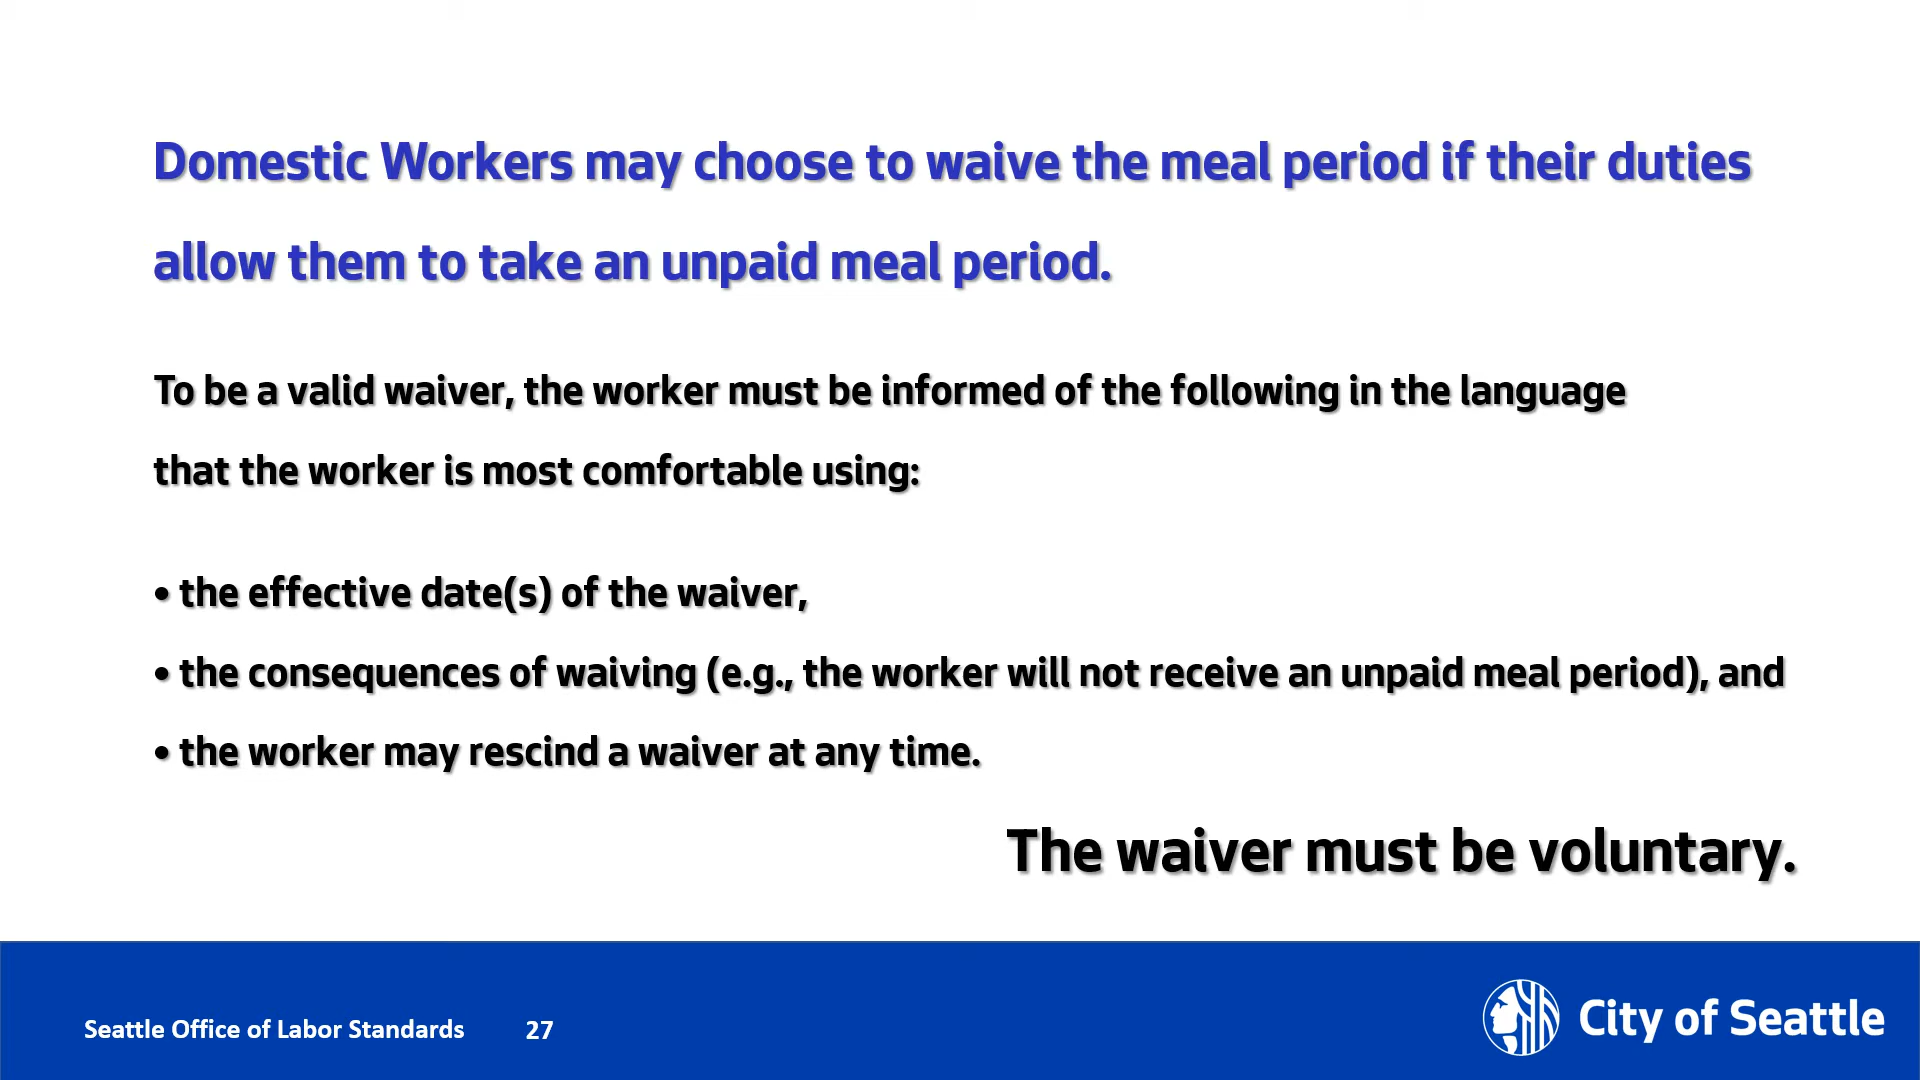 Domestic Workers may choose to waive the meal period if their duties
allow them to take an unpaid meal period.
To be a valid waiver, the worker must be informed of the following in the language
that the worker is most comfortable using:
• the effective date(s) of the waiver,
• the consequences of waiving (e.g., the worker will not receive an unpaid meal period), and
• the worker may rescind a waiver at any time.
The waiver must be voluntary.
Seattle Office of Labor Standards 27
City of Seattle